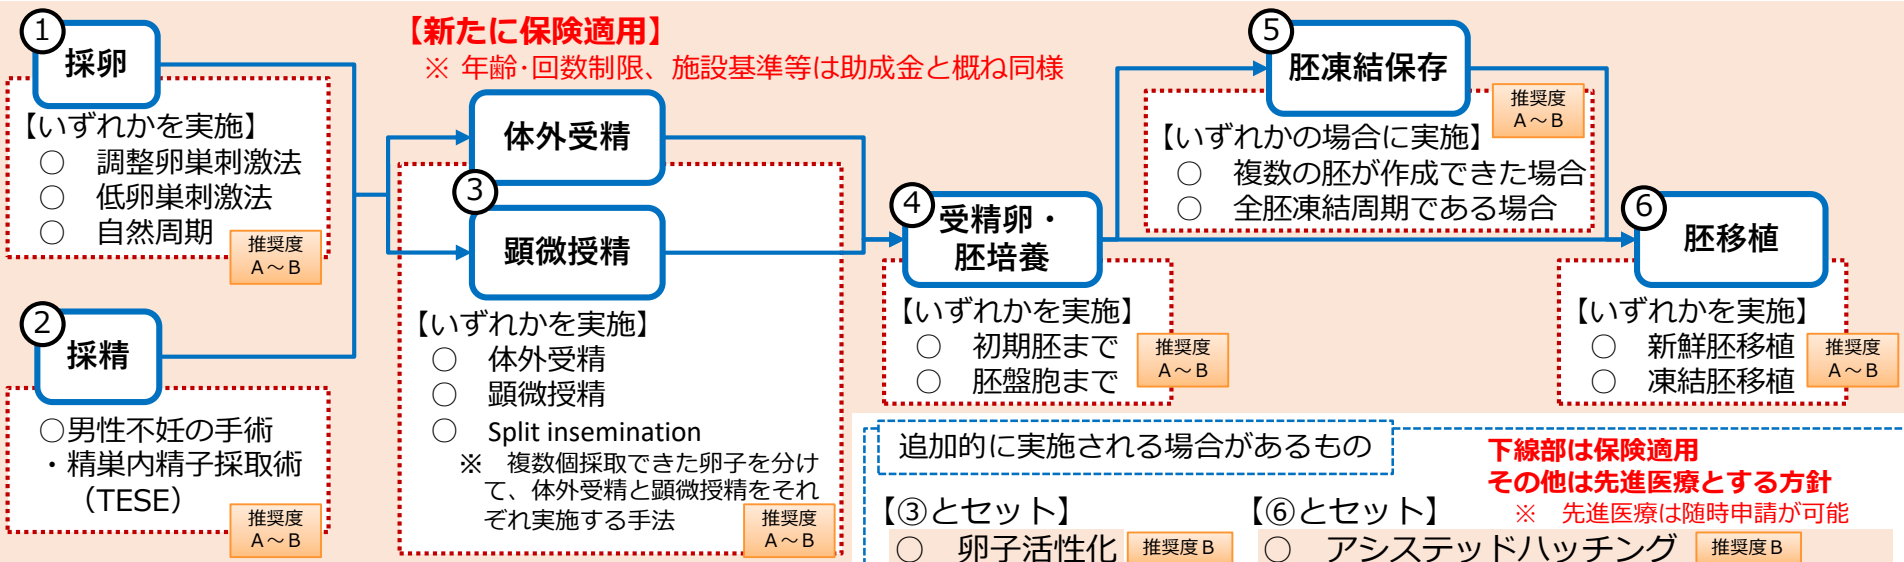 【新たに保険適用】
※ 年齢･回数制限、施設基準等は助成金と概ね同様
①
採卵
【いずれかを実施】
○ 調整卵巣刺激法
○ 低卵巣刺激法
○ 自然周期
推奨度
A～B
②
採精
○男性不妊の手術
・精巣内精子採取術
（TESE）
推奨度
A～B
体外受精
③
顕微授精
【いずれかを実施】
○ 体外受精
○ 顕微授精
○ Split insemination
※ 複数個採取できた卵子を分け
て、体外受精と顕微授精をそれ
ぞれ実施する手法
推奨度
A～B
④
受精卵・
胚培養
【いずれかを実施】
○ 初期胚まで
○ 胚盤胞まで
推奨度
A～B
⑤
胚凍結保存
推奨度
A～B
【いずれかの場合に実施】
○ 複数の胚が作成できた場合
○ 全胚凍結周期である場合
⑥
胚移植
【いずれかを実施】
○ 新鮮胚移植
○ 凍結胚移植
推奨度
A～B
追加的に実施される場合があるもの
下線部は保険適用
その他は先進医療とする方針
※ 先進医療は随時申請が可能
【③とセット】
○ 卵子活性化 推奨度B
【⑥とセット】
○ アシステッドハッチング 推奨度B